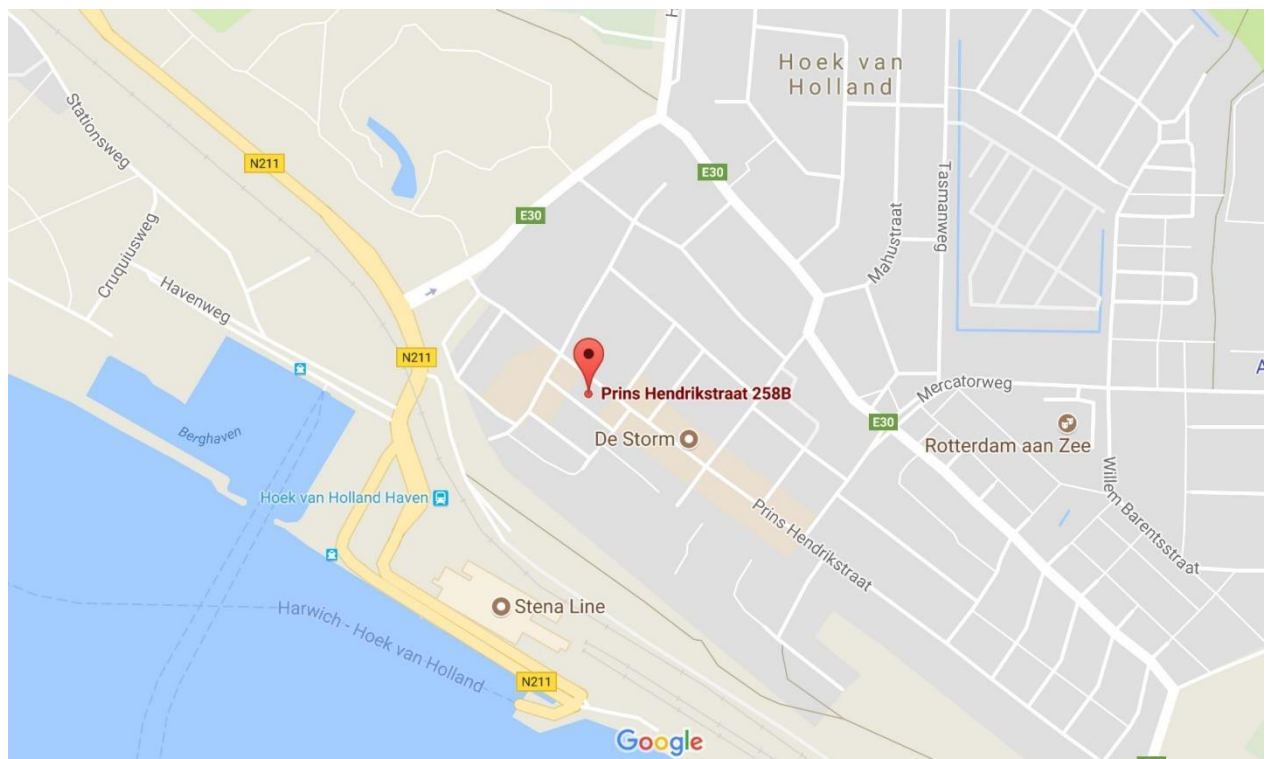 H
Hoek van
Holland
Stationsweg
N211
E30
Tasmanweg
E30
Mahustraat
Cruquiusweg
Havenweg
N211
A
Prins Hendrikstraat 258B
Mercatorweg
E30
Berghaven
De Storm
Rotterdam aan Zee
Hoek van Holland Haven
Willem Barentsstraat
Prins Hendrikstraat
Stena Line
Harwich - Hoek van Holland
N211
Google